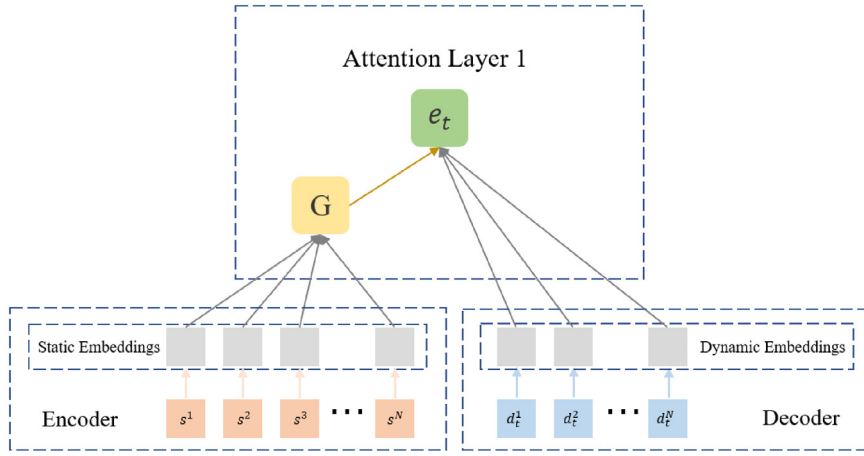 Attention Layer 1
e_t
G
Static Embeddings
Dynamic Embeddings
Encoder
s^1 s^2 s^3 ... s^N
d_t^1 d_t^2 ... d_t^N
Decoder